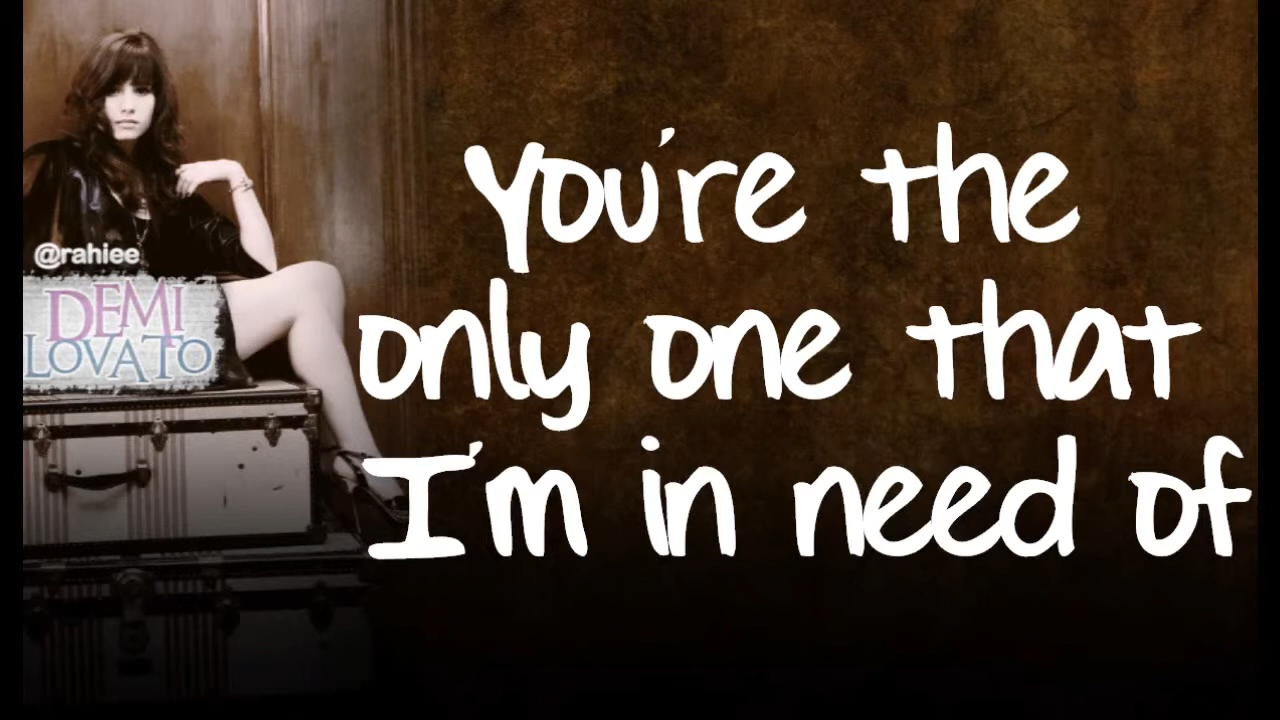 @rahiee
DEMI
LOVATO
You're the
only one that
I'm in need of